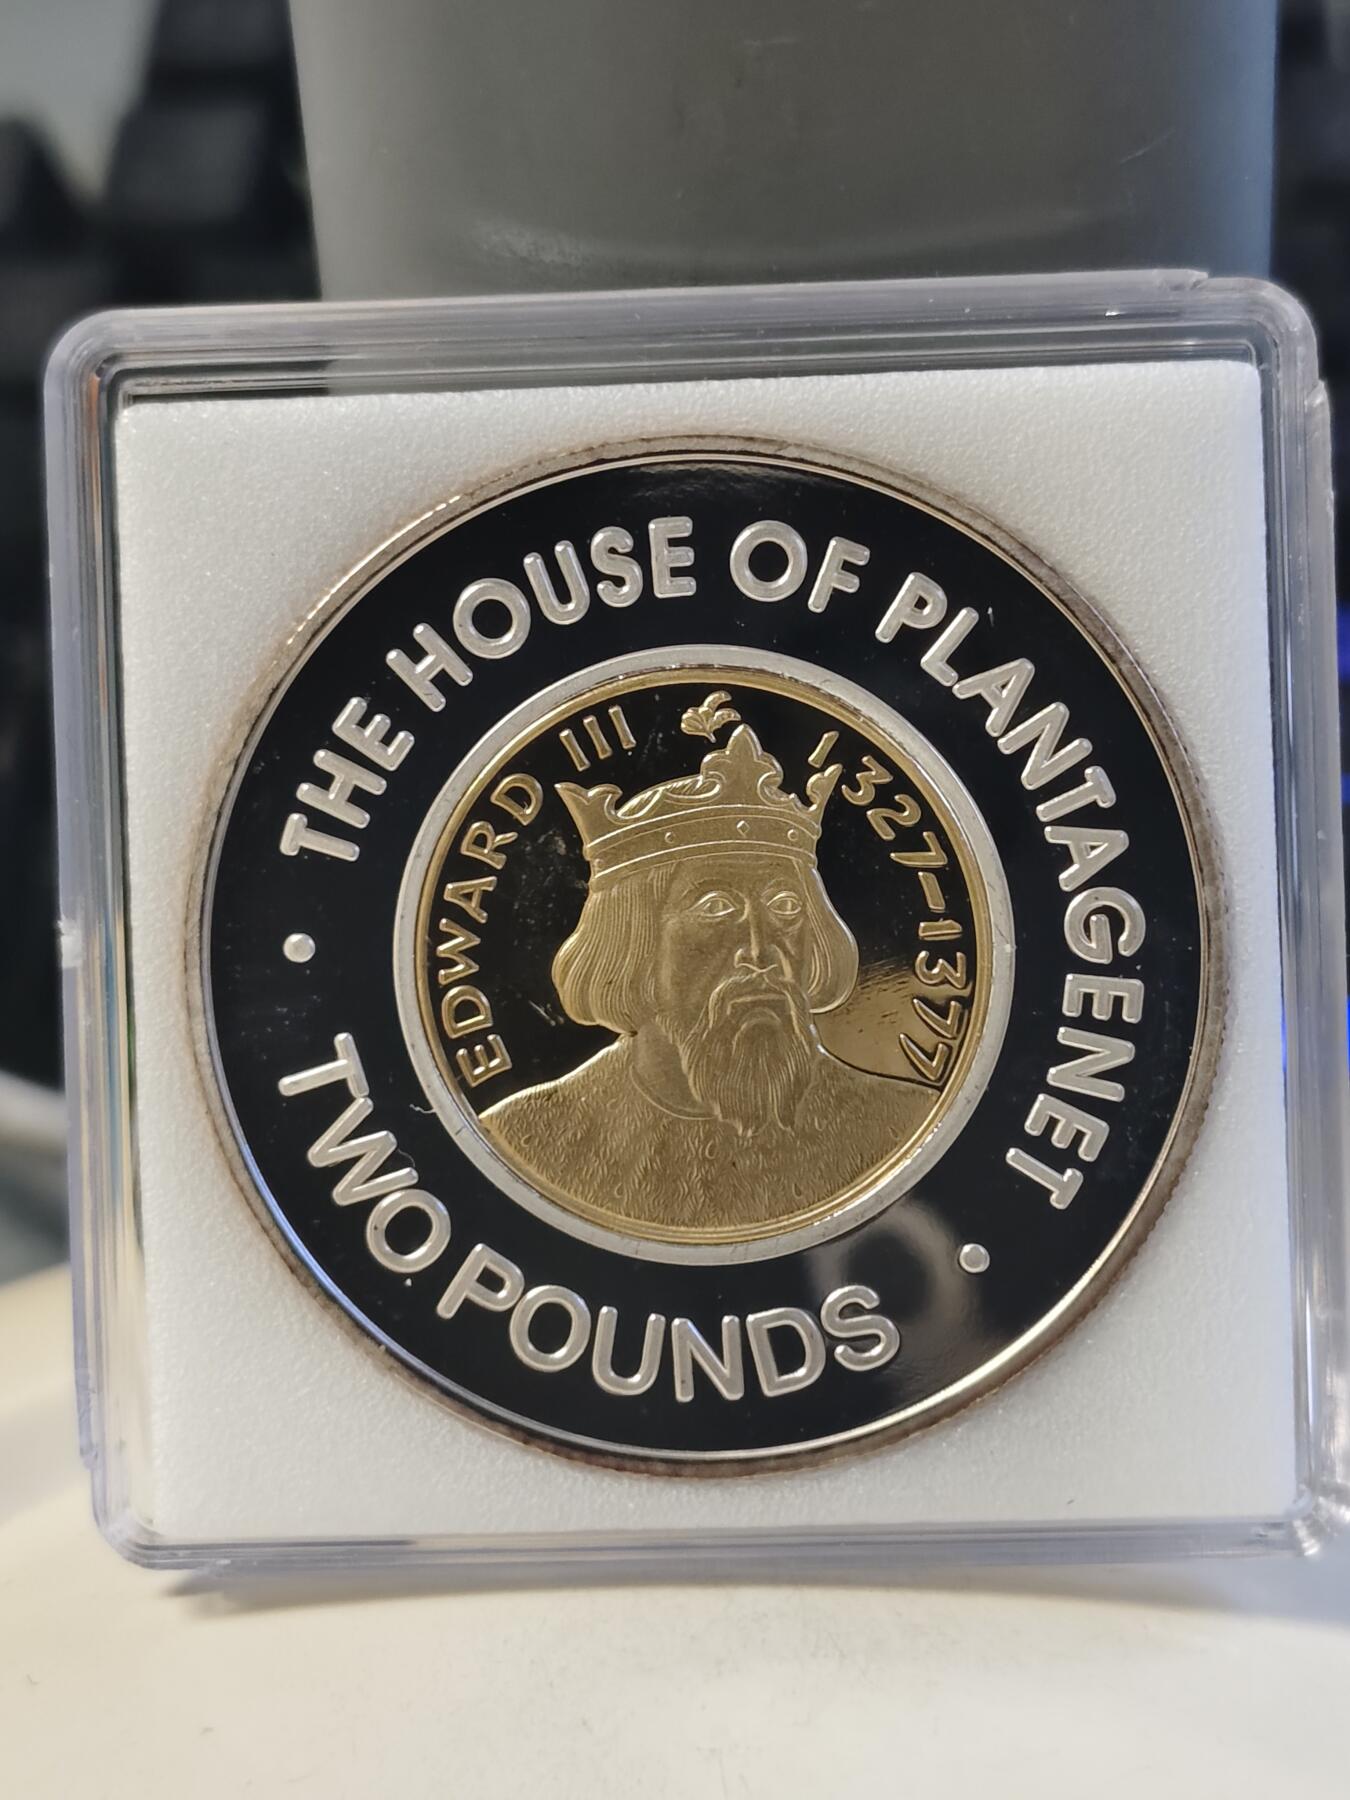 THE HOUSE OF PLANTAGENET
EDWARD III 1327-1377
TWO POUNDS